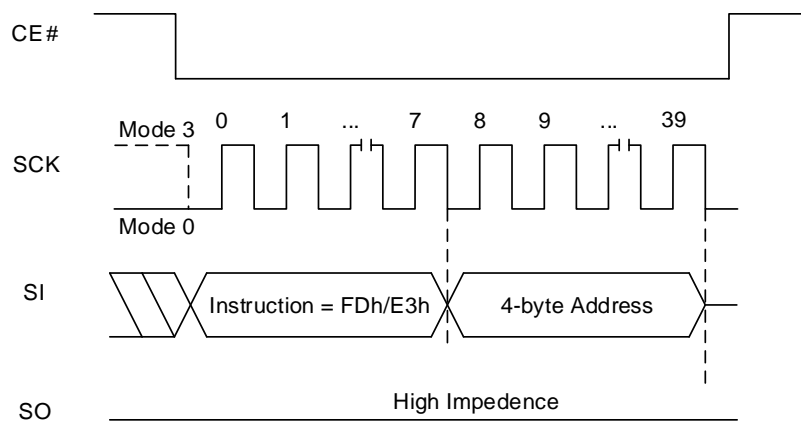 CE#
Mode 3
0 1 ... 7 8 9 ... 39
SCK
Mode 0
SI
Instruction = FDh/E3h
4-byte Address
High Impedence
SO